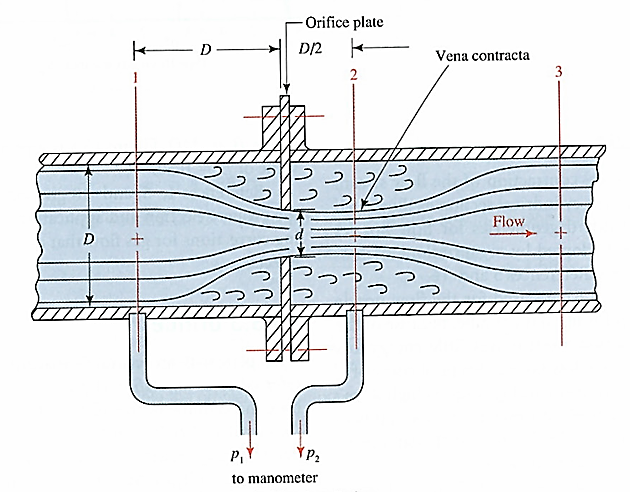 Orifice plate
D
D/2
Vena contracta
1
2
3
D
d
Flow
p1
p2
to manometer